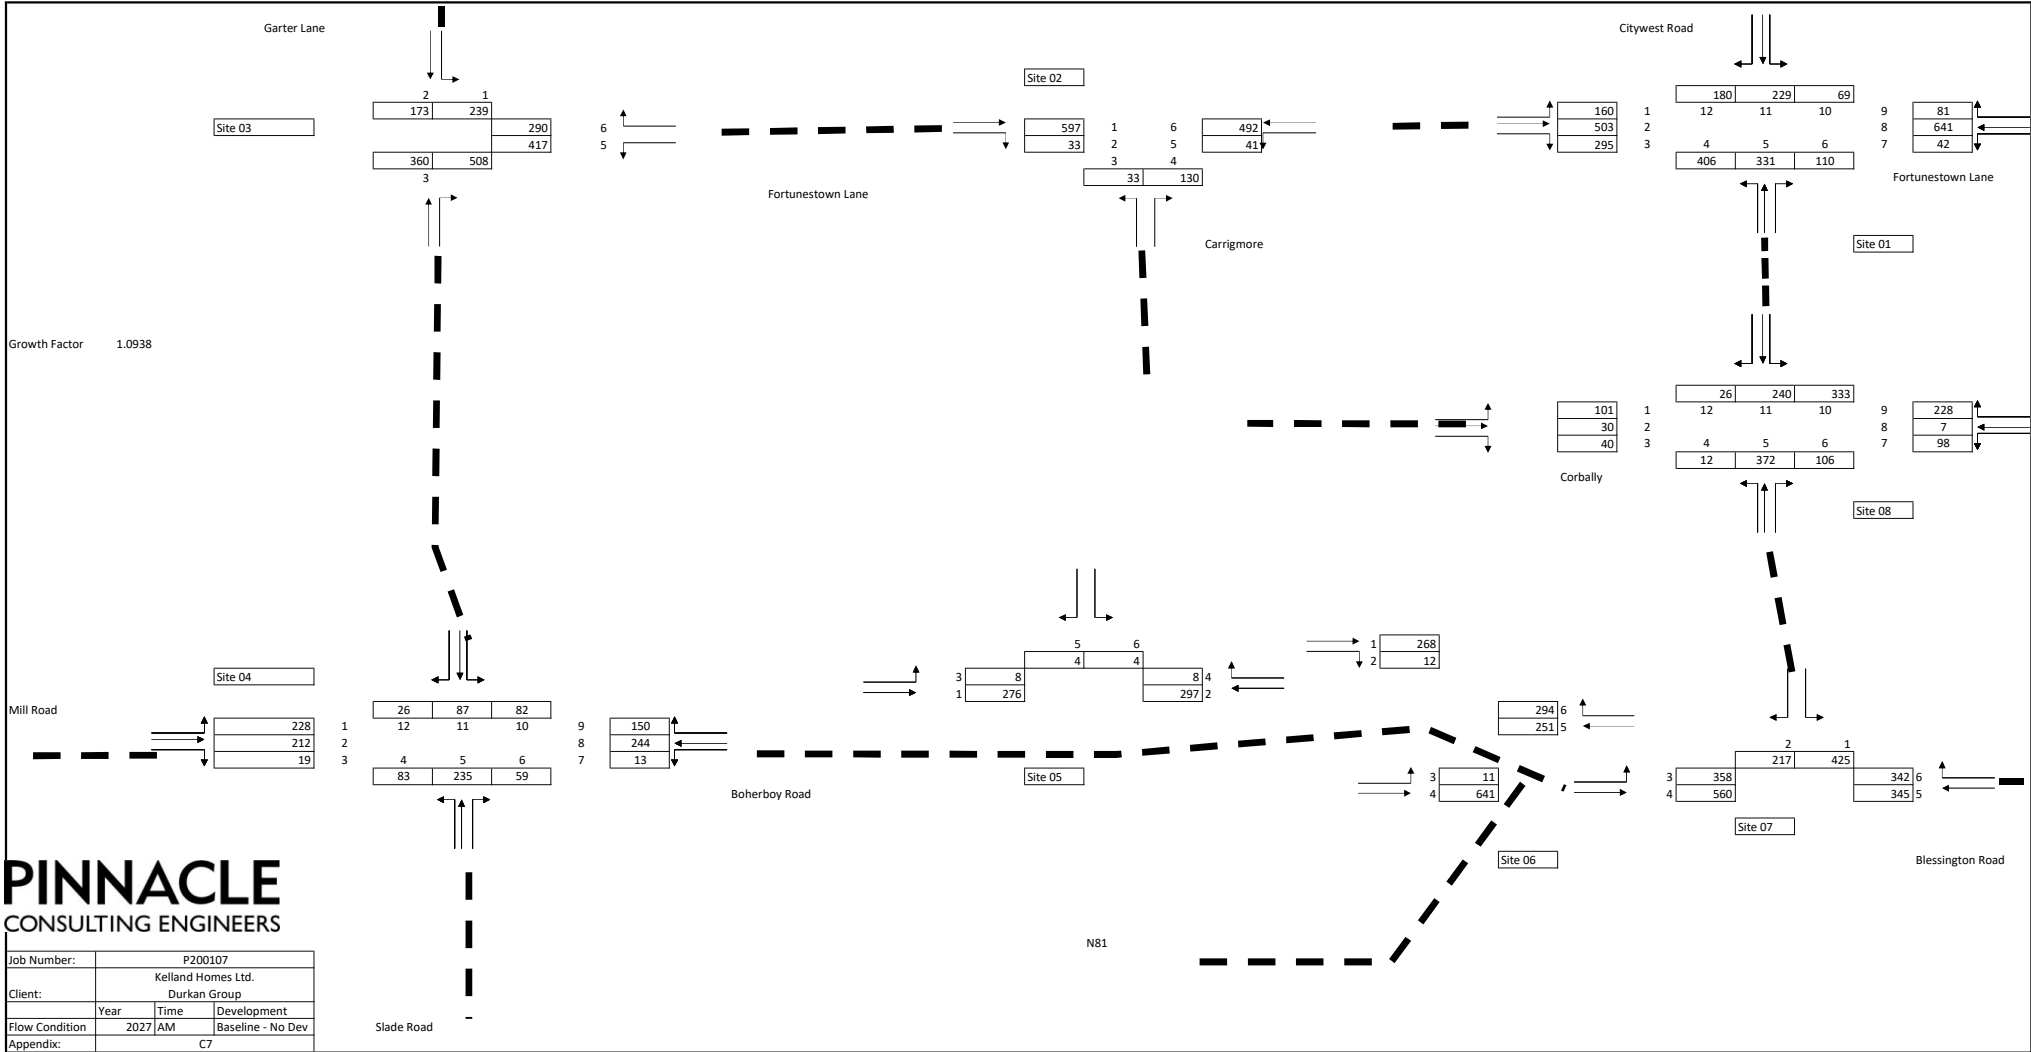 Garter Lane
Citywest Road
Site 02
2 1
173 239
Site 03
290 6
417 5
360 508
3
597 1 6 492
33 2 5 41
3 4
33 130
Fortunestown Lane
Carrigmore
180 229 69
160 1 12 11 10 9 81
503 2 8 641
295 3 4 5 6 7 42
406 331 110
Fortunestown Lane
Site 01
Growth Factor 1.0938
26 240 333
101 1 12 11 10 9 228
30 2 8 7
40 3 4 5 6 7 98
12 372 106
Corbally
Site 08
5 6
4 4
3 8 8 4
1 276 297 2
1 268
2 12
Site 04
Mill Road
26 87 82
228 1 12 11 10 9 150
212 2 8 244
19 3 4 5 6 7 13
83 235 59
Boherboy Road
Site 05
294 6
251 5
3 11
4 641
2 1
217 425
3 358 342 6
4 560 345 5
Site 07
Site 06
Blessington Road
PINNACLE
CONSULTING ENGINEERS
N81
Job Number: P200107
Kelland Homes Ltd.
Client: Durkan Group
Year Time Development
Flow Condition 2027 AM Baseline - No Dev
Appendix: C7
Slade Road